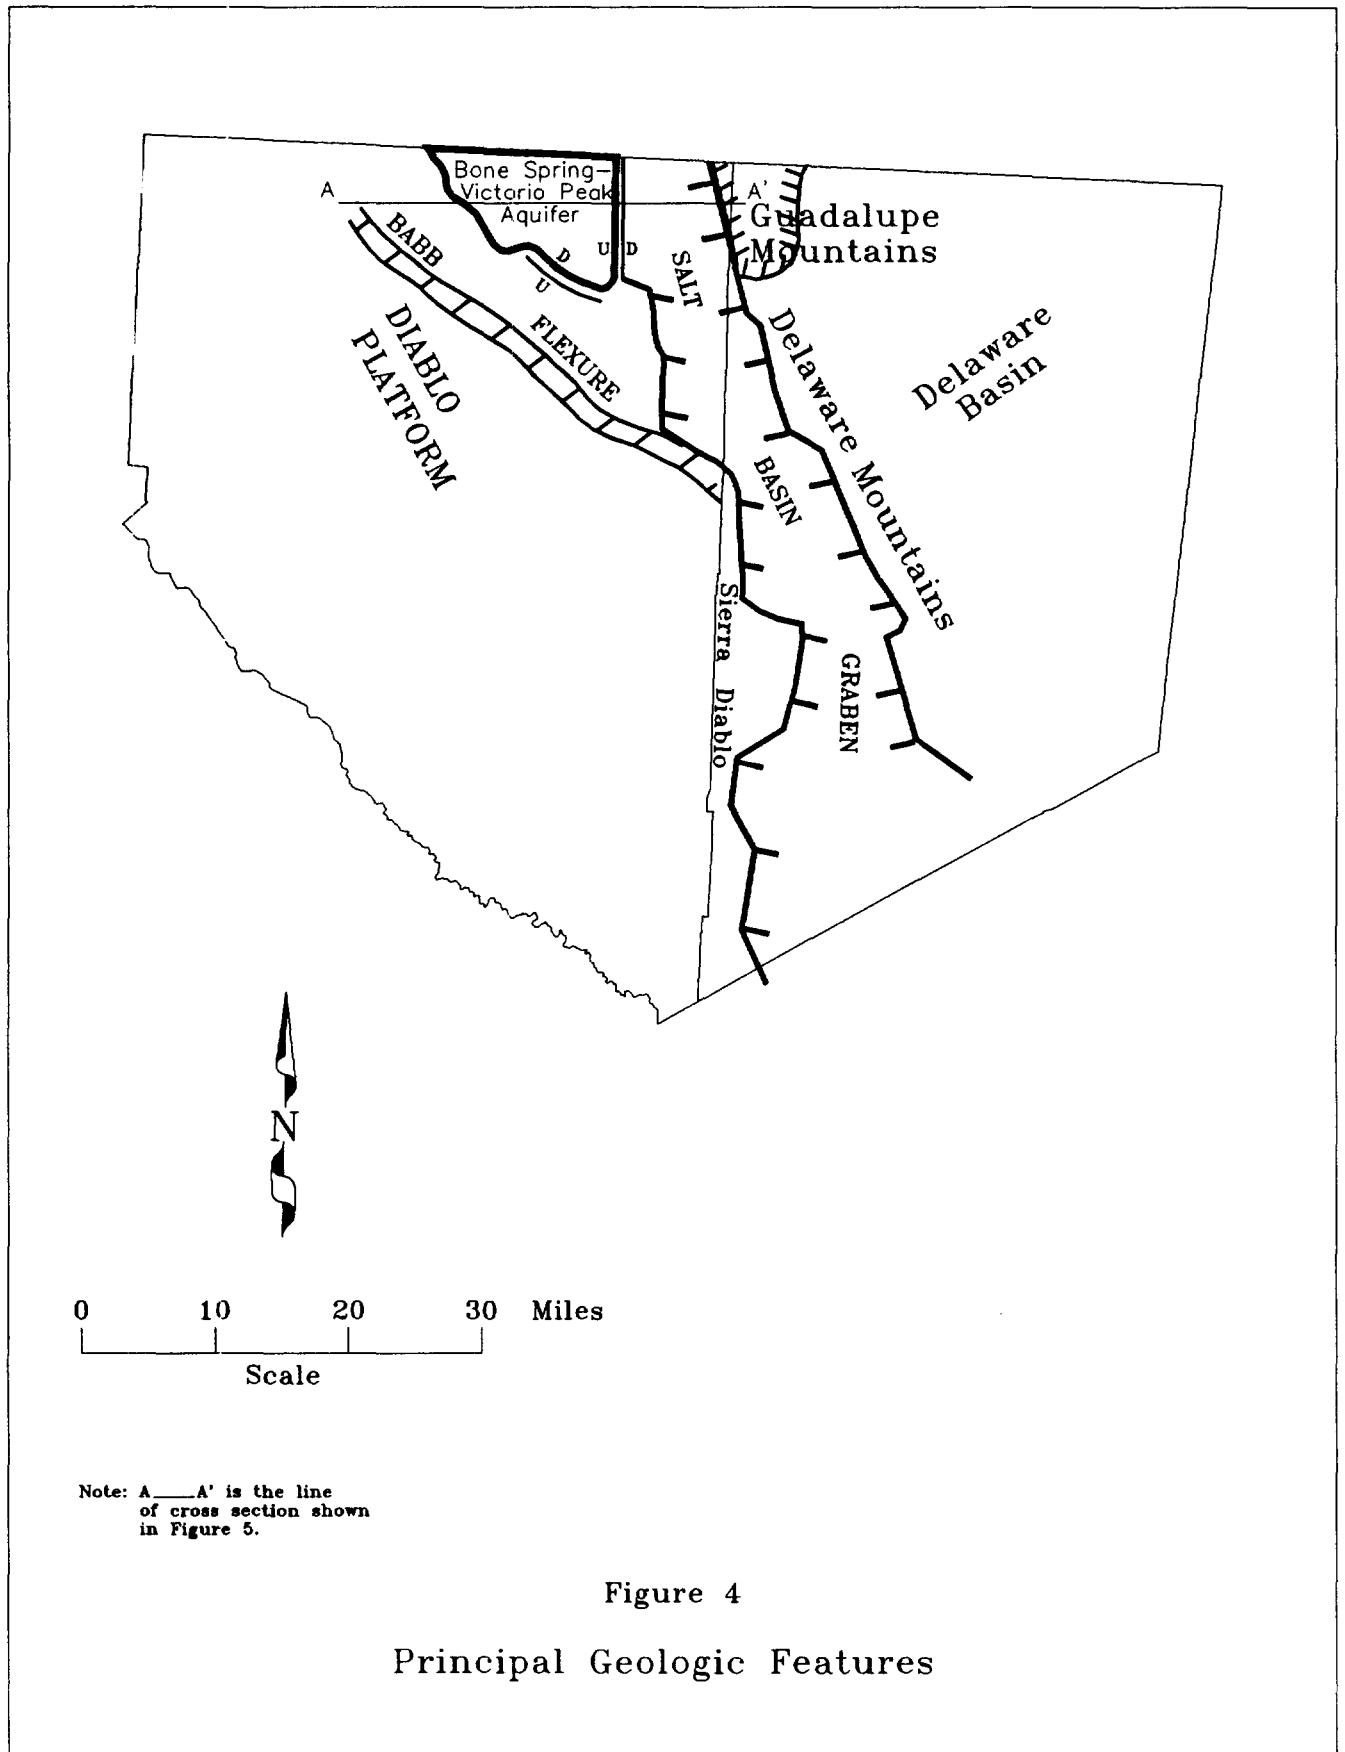 Bone Spring–
A
Victorio Peak
A'
Aquifer
Guadalupe
Mountains
BABB
D
U
U D
SALT
FLEXURE
DIABLO
PLATFORM
Delaware
Basin
Delaware Mountains
BASIN
Sierra Diablo
GRABEN
N
0 10 20 30 Miles
Scale
Note: A____A' is the line
of cross section shown
in Figure 5.
Figure 4
Principal Geologic Features